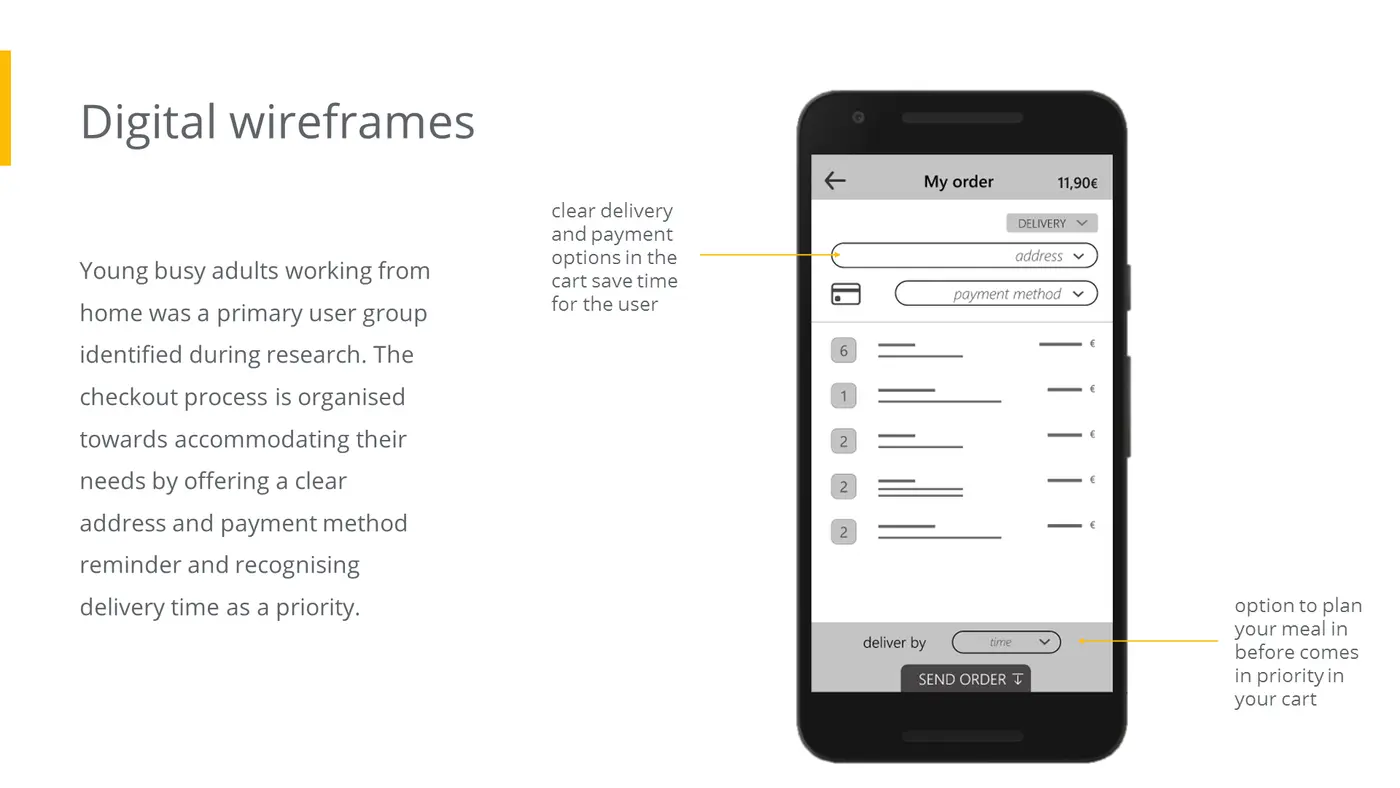 Digital wireframes
Young busy adults working from
home was a primary user group
identified during research. The
checkout process is organised
towards accommodating their
needs by offering a clear
address and payment method
reminder and recognising
delivery time as a priority.
clear delivery
and payment
options in the
cart save time
for the user
My order 11,90€
DELIVERY
address
payment method
6 €
1 €
2 €
2 €
2 €
deliver by time
SEND ORDER
option to plan
your meal in
before comes
in priority in
your cart